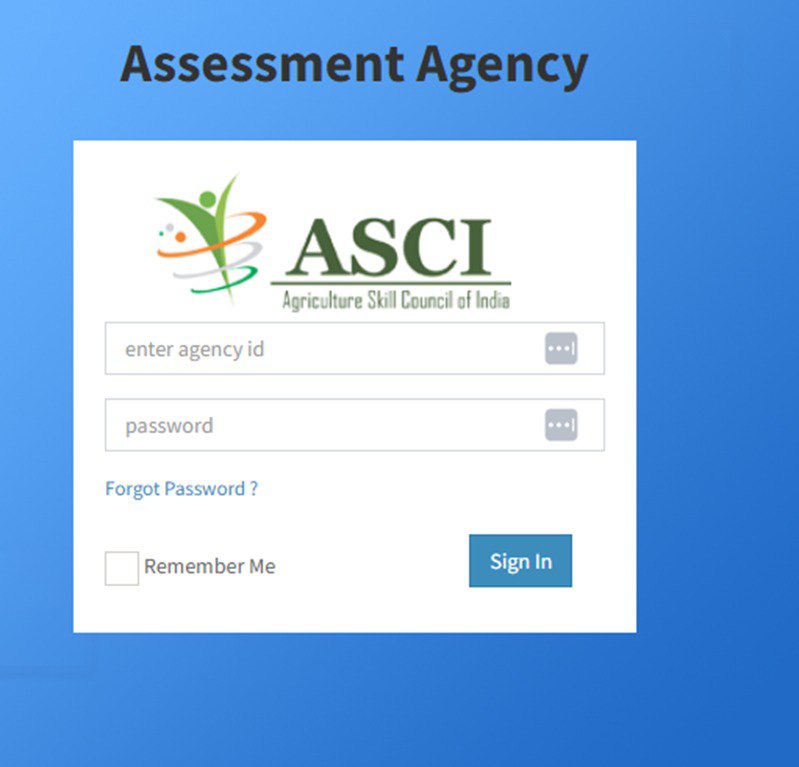 Assessment Agency
ASCI
Agriculture Skill Council of India
enter agency id
password
Forgot Password ?
Remember Me
Sign In